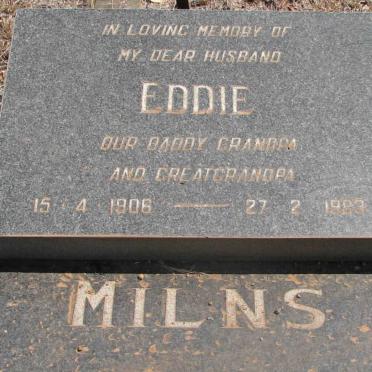 IN LOVING MEMORY OF
MY DEAR HUSBAND
EDDIE
OUR DADDY GRANDPA
AND GREATGRANDPA
15 · 4 1906 — 27 2 1983
MILNS